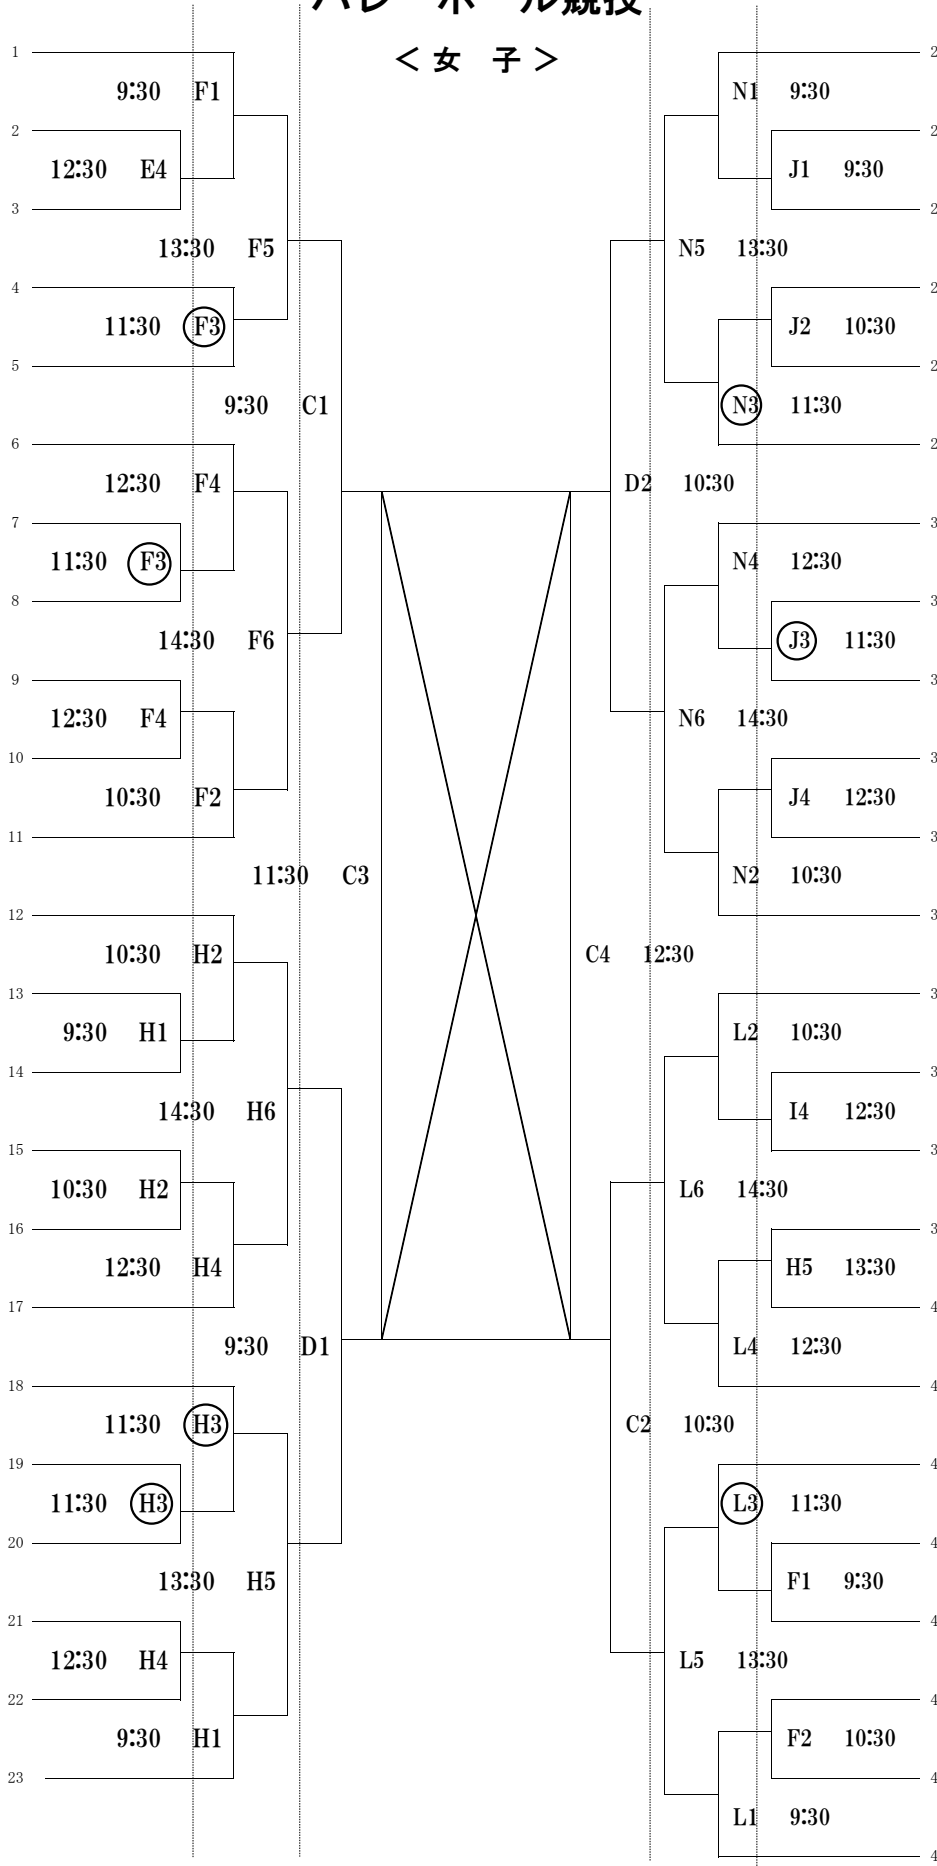 バレーボール競技
1
＜ 女　子 ＞
9:30 F1 N1 9:30
2
12:30 E4 J1 9:30
3
13:30 F5 N5 13:30
4
11:30 F3 J2 10:30
5
9:30 C1 N3 11:30
6
12:30 F4 D2 10:30
7
11:30 F3 N4 12:30
8
14:30 F6 J3 11:30
9
12:30 F4 N6 14:30
10
10:30 F2 J4 12:30
11
11:30 C3 N2 10:30
12
10:30 H2 C4 12:30
13
9:30 H1 L2 10:30
14
14:30 H6 I4 12:30
15
10:30 H2 L6 14:30
16
12:30 H4 H5 13:30
17
9:30 D1 L4 12:30
18
11:30 H3 C2 10:30
19
11:30 H3 L3 11:30
20
13:30 H5 F1 9:30
21
12:30 H4 L5 13:30
22
9:30 H1 F2 10:30
23
L1 9:30